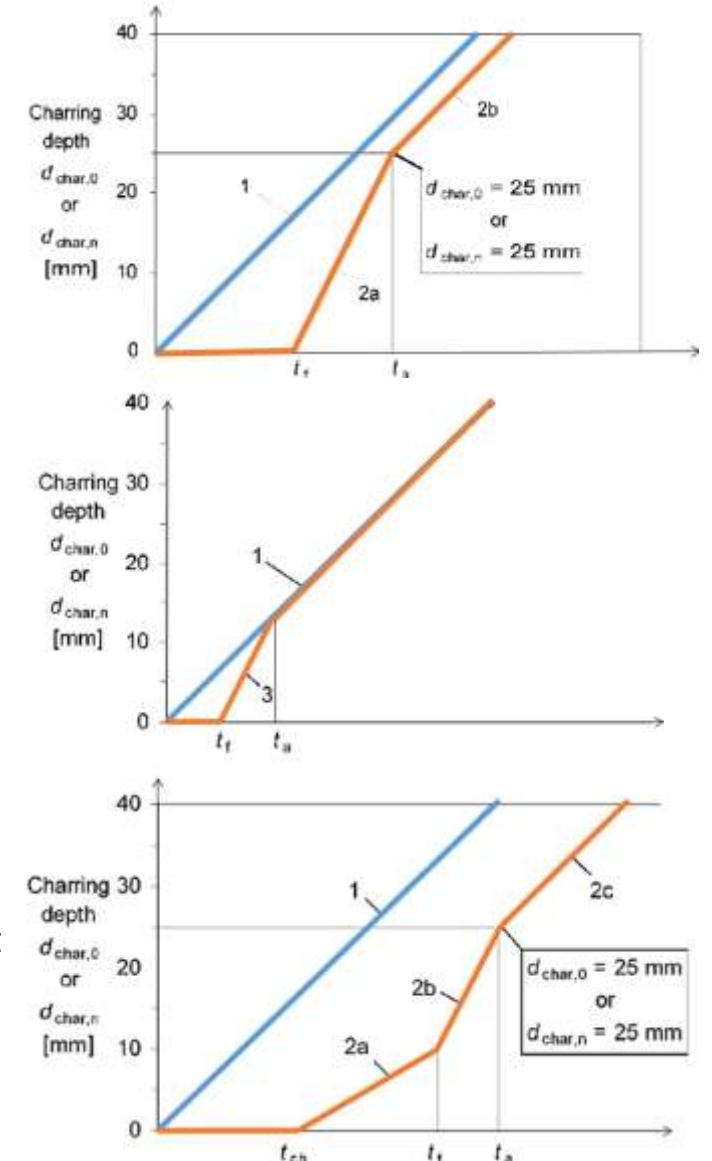 40
Charring 30
depth
d char,0 20
or
d char,n
[mm] 10
0
1
2a
2b
d char,0 = 25 mm
or
d char,n = 25 mm
t f
t a
40
Charring 30
depth
d char,0
20
or
d char,n
[mm] 10
0
1
3
t f
t a
40
Charring 30
depth
d char,0
20
or
d char,n
[mm] 10
0
1
2a
2b
2c
d char,0 = 25 mm
or
d char,n = 25 mm
t ch
t f
t a